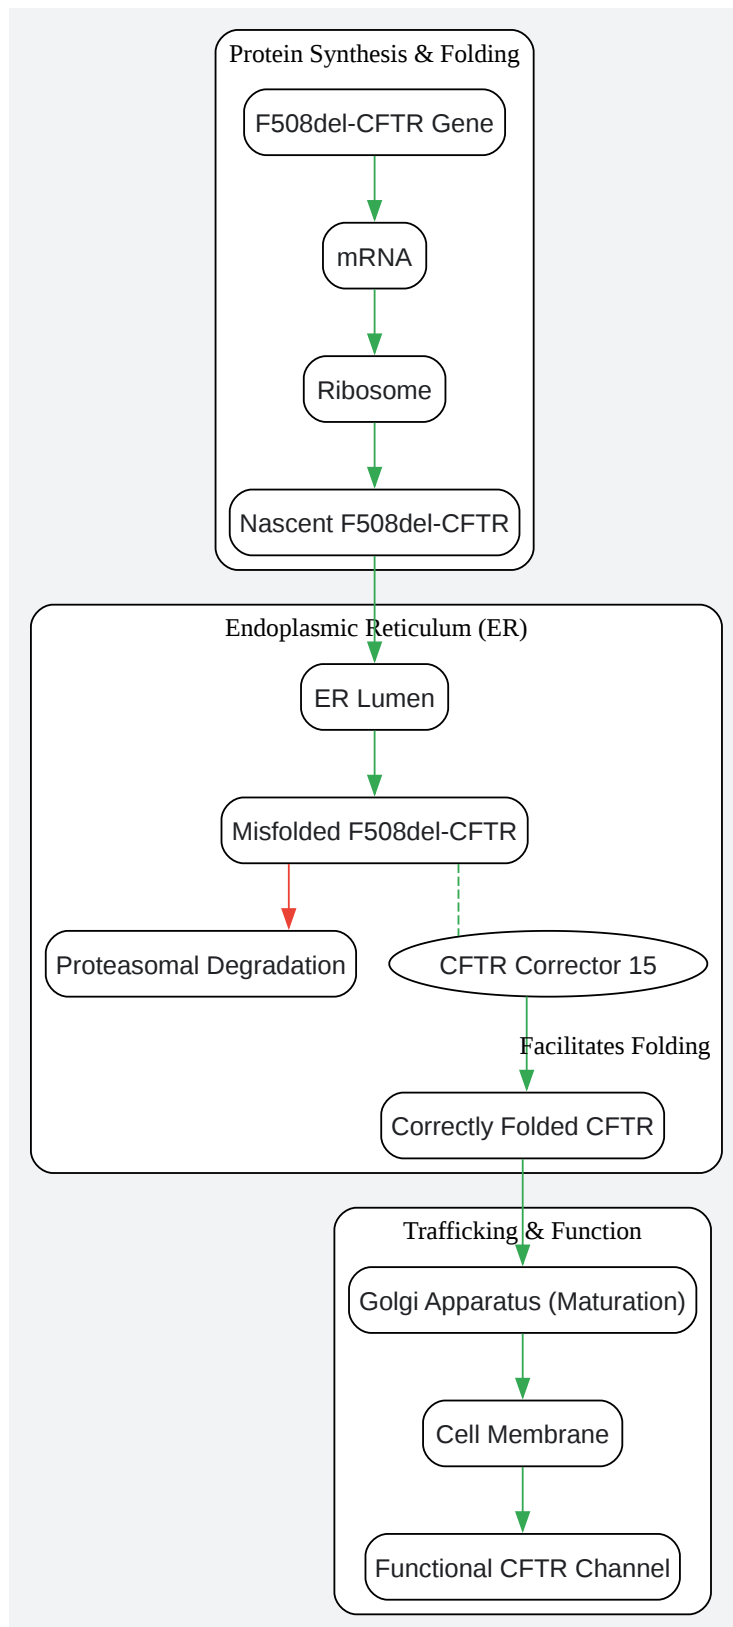 Protein Synthesis & Folding
F508del-CFTR Gene
mRNA
Ribosome
Nascent F508del-CFTR
Endoplasmic Reticulum (ER)
ER Lumen
Misfolded F508del-CFTR
Proteasomal Degradation
CFTR Corrector 15
Facilitates Folding
Correctly Folded CFTR
Trafficking & Function
Golgi Apparatus (Maturation)
Cell Membrane
Functional CFTR Channel